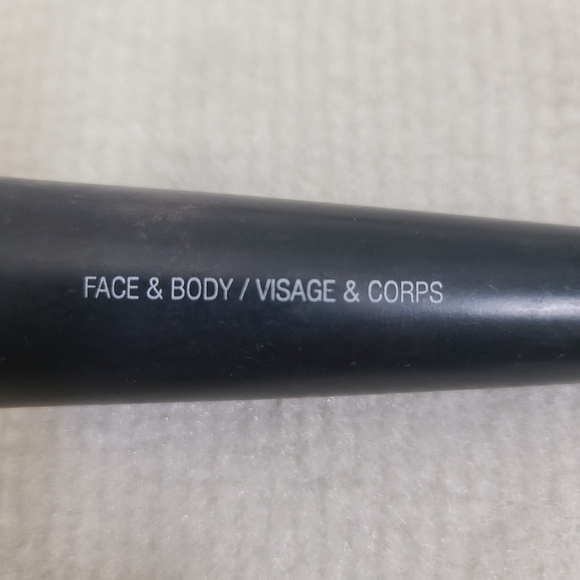 FACE & BODY / VISAGE & CORPS